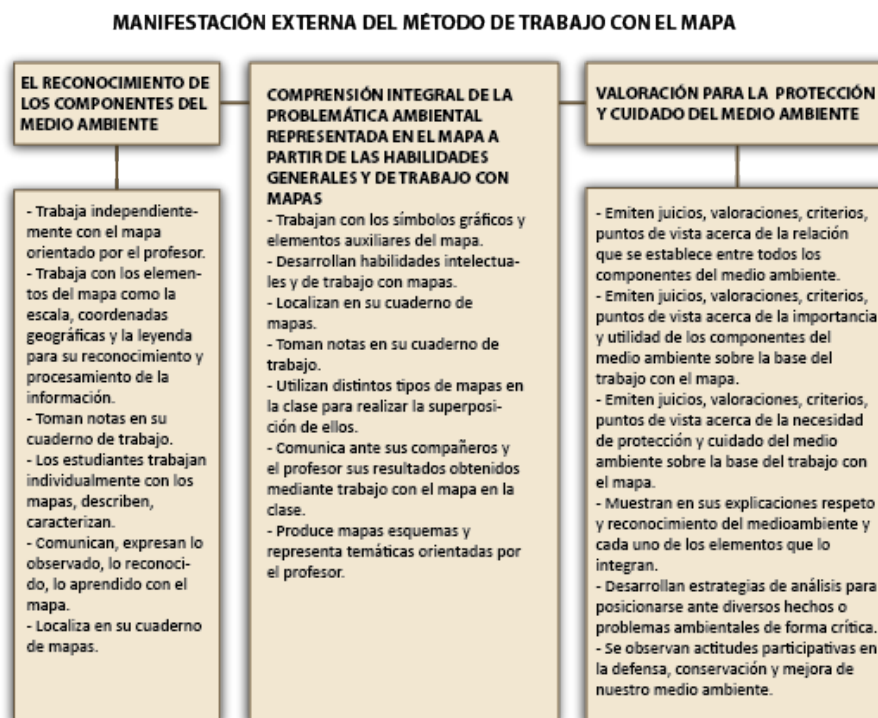 MANIFESTACIÓN EXTERNA DEL MÉTODO DE TRABAJO CON EL MAPA
EL RECONOCIMIENTO DE
LOS COMPONENTES DEL
MEDIO AMBIENTE
- Trabaja independiente-
mente con el mapa
orientado por el profesor.
- Trabaja con los elemen-
tos del mapa como la
escala, coordenadas
geográficas y la leyenda
para su reconocimiento y
procesamiento de la
información.
- Toman notas en su
cuaderno de trabajo.
- Los estudiantes trabajan
individualmente con los
mapas, describen,
caracterizan.
- Comunican, expresan lo
observado, lo reconoci-
do, lo aprendido con el
mapa.
- Localiza en su cuaderno
de mapas.
COMPRENSIÓN INTEGRAL DE LA
PROBLEMÁTICA AMBIENTAL
REPRESENTADA EN EL MAPA A
PARTIR DE LAS HABILIDADES
GENERALES Y DE TRABAJO CON
MAPAS
- Trabajan con los símbolos gráficos y
elementos auxiliares del mapa.
- Desarrollan habilidades intelectua-
les y de trabajo con mapas.
- Localizan en su cuaderno de
mapas.
- Toman notas en su cuaderno de
trabajo.
- Utilizan distintos tipos de mapas en
la clase para realizar la superposi-
ción de ellos.
- Comunica ante sus compañeros y
el profesor sus resultados obtenidos
mediante trabajo con el mapa en la
clase.
- Produce mapas esquemas y
representa temáticas orientadas por
el profesor.
VALORACIÓN PARA LA PROTECCIÓN
Y CUIDADO DEL MEDIO AMBIENTE
- Emiten juicios, valoraciones, criterios,
puntos de vista acerca de la relación
que se establece entre todos los
componentes del medio ambiente.
- Emiten juicios, valoraciones, criterios,
puntos de vista acerca de la importancia
y utilidad de los componentes del
medio ambiente sobre la base del
trabajo con el mapa.
- Emiten juicios, valoraciones, criterios,
puntos de vista acerca de la necesidad
de protección y cuidado del medio
ambiente sobre la base del trabajo con
el mapa.
- Muestran en sus explicaciones respeto
y reconocimiento del medioambiente y
cada uno de los elementos que lo
integran.
- Desarrollan estrategias de análisis para
posicionarse ante diversos hechos o
problemas ambientales de forma crítica.
- Se observan actitudes participativas en
la defensa, conservación y mejora de
nuestro medio ambiente.